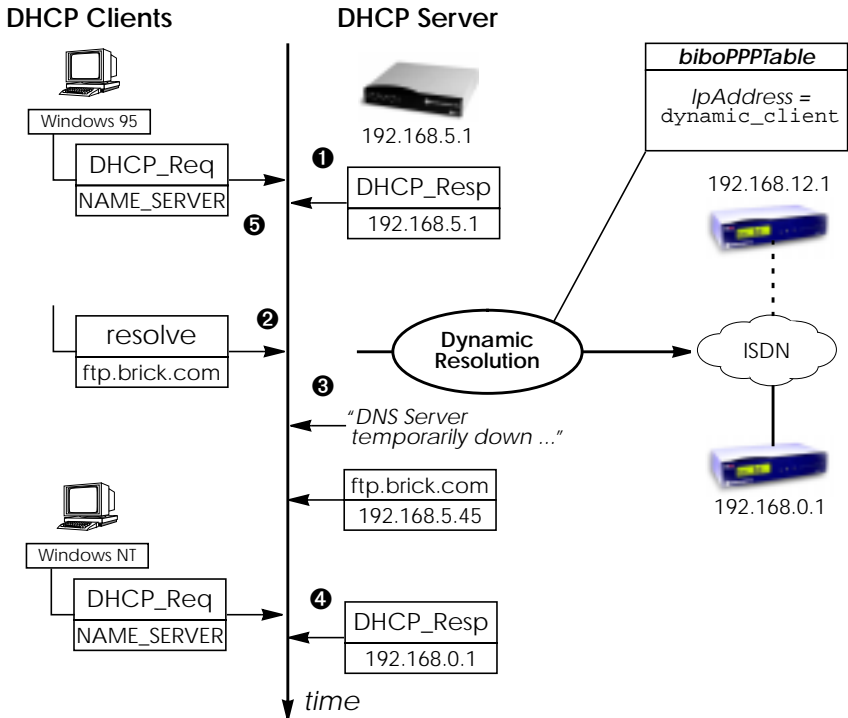 DHCP Clients
DHCP Server
biboPPPTable
IpAddress =
dynamic_client
Windows 95
192.168.5.1
❶
DHCP_Req
NAME_SERVER
DHCP_Resp
192.168.5.1
192.168.12.1
❺
❷
resolve
ftp.brick.com
Dynamic
Resolution
ISDN
❸
"DNS Server
temporarily down ..."
ftp.brick.com
192.168.5.45
192.168.0.1
Windows NT
❹
DHCP_Req
NAME_SERVER
DHCP_Resp
192.168.0.1
time